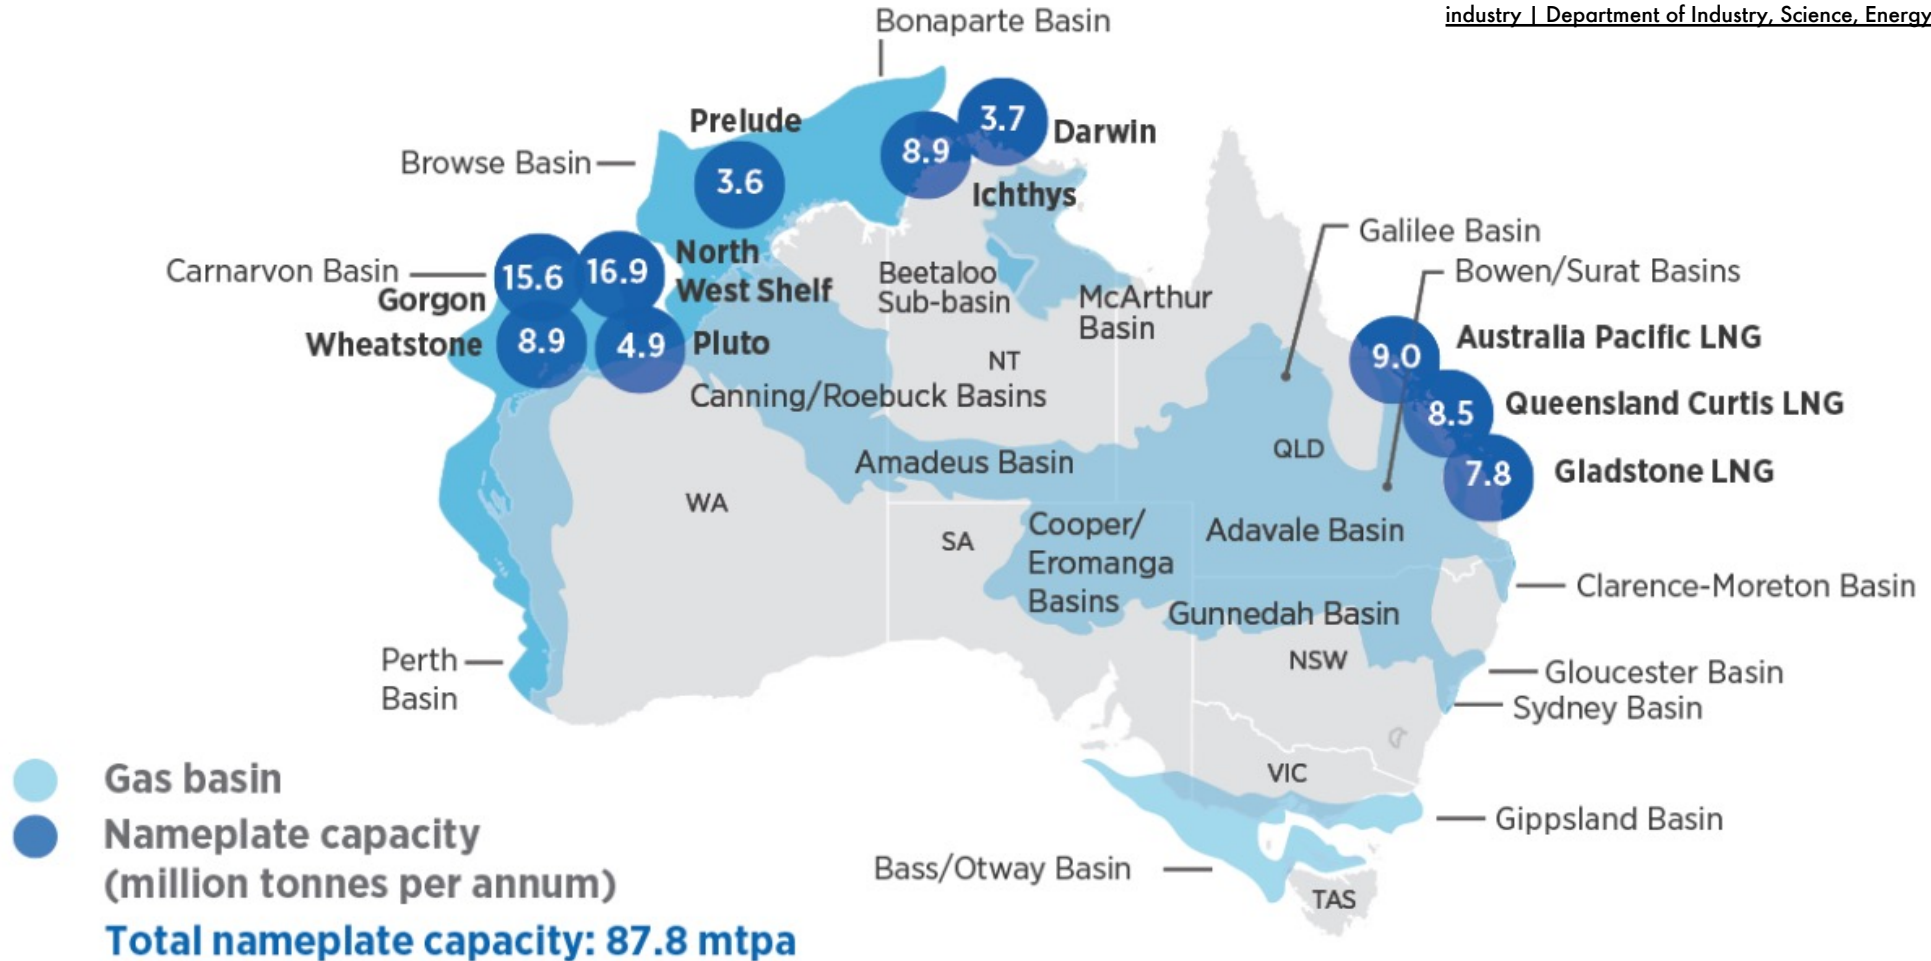 industry | Department of Industry, Science, Energy
Bonaparte Basin
Prelude
3.7
Darwin
8.9
Browse Basin
3.6
Ichthys
Galilee Basin
North
West Shelf
Carnarvon Basin
15.6
16.9
Gorgon
Beetaloo
Sub-basin
McArthur
Basin
Bowen/Surat Basins
Wheatstone
8.9
4.9
Pluto
NT
9.0
Australia Pacific LNG
Canning/Roebuck Basins
8.5
Queensland Curtis LNG
Amadeus Basin
QLD
7.8
Gladstone LNG
WA
SA
Cooper/
Eromanga
Basins
Adavale Basin
Clarence-Moreton Basin
Gunnedah Basin
Perth
Basin
NSW
Gloucester Basin
Sydney Basin
VIC
Gippsland Basin
Bass/Otway Basin
TAS
Gas basin
Nameplate capacity
(million tonnes per annum)
Total nameplate capacity: 87.8 mtpa